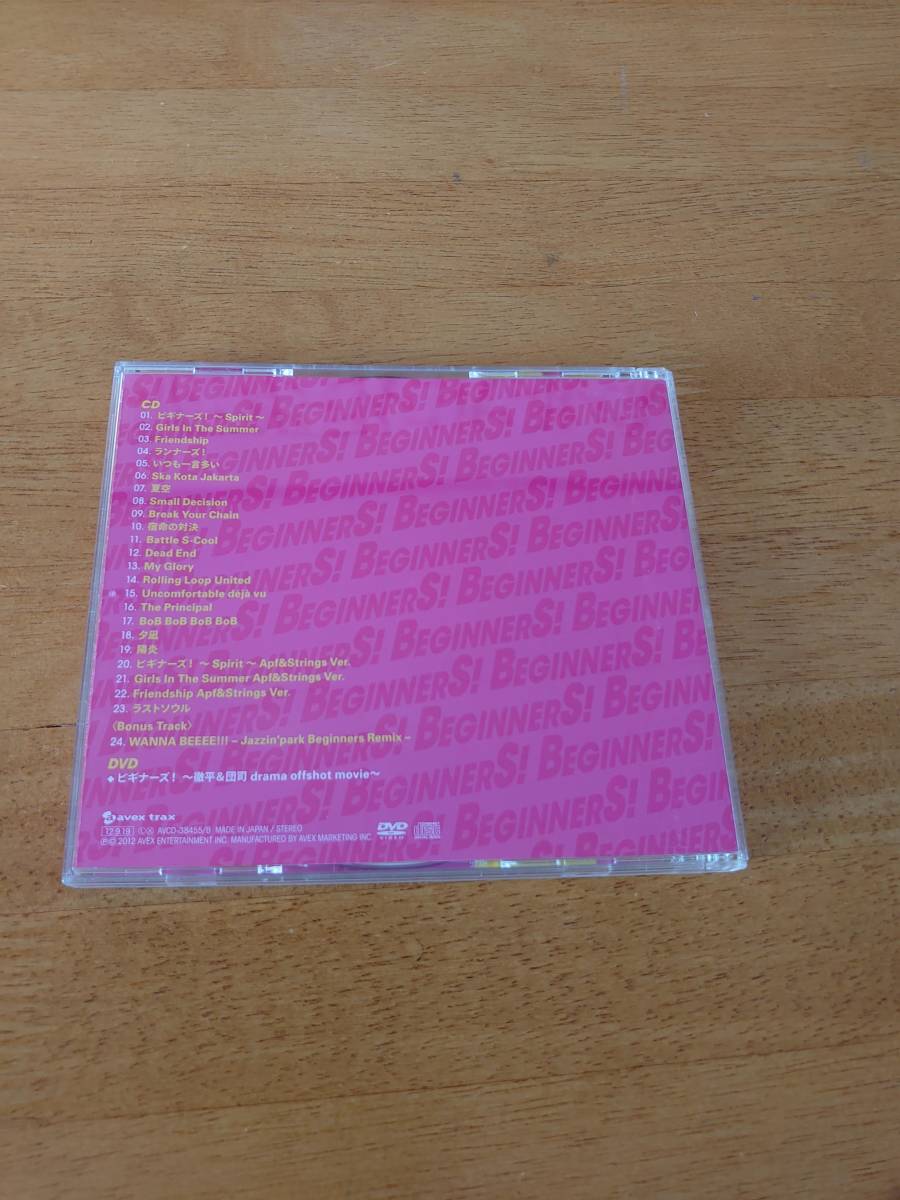 BEGINNERS! BEGINNERS! BEGINNERS!
CD
01. ビギナーズ！ ～ Spirit ～
02. Girls In The Summer
03. Friendship
04. ランナーズ！
05. いつも一言多い
06. Ska Kota Jakarta
07. 夏空
08. Small Decision
09. Break Your Chain
10. 宿命の対決
11. Battle S-Cool
12. Dead End
13. My Glory
14. Rolling Loop United
15. Uncomfortable déjà vu
16. The Principal
17. BoB BoB BoB BoB
18. 夕凪
19. 陽炎
20. ビギナーズ！ ～ Spirit ～ Apf&Strings Ver.
21. Girls In The Summer Apf&Strings Ver.
22. Friendship Apf&Strings Ver.
23. ラストソウル
〈Bonus Track〉
24. WANNA BEEEE!!! – Jazzin'park Beginners Remix –
DVD
◆ ビギナーズ！ ～徹平&団司 drama offshot movie～
avex trax
12.9.19 Ⓛ Ⓧ AVCD-38455/B MADE IN JAPAN / STEREO
Ⓟ© 2012 AVEX ENTERTAINMENT INC. MANUFACTURED BY AVEX MARKETING INC.
DVD VIDEO